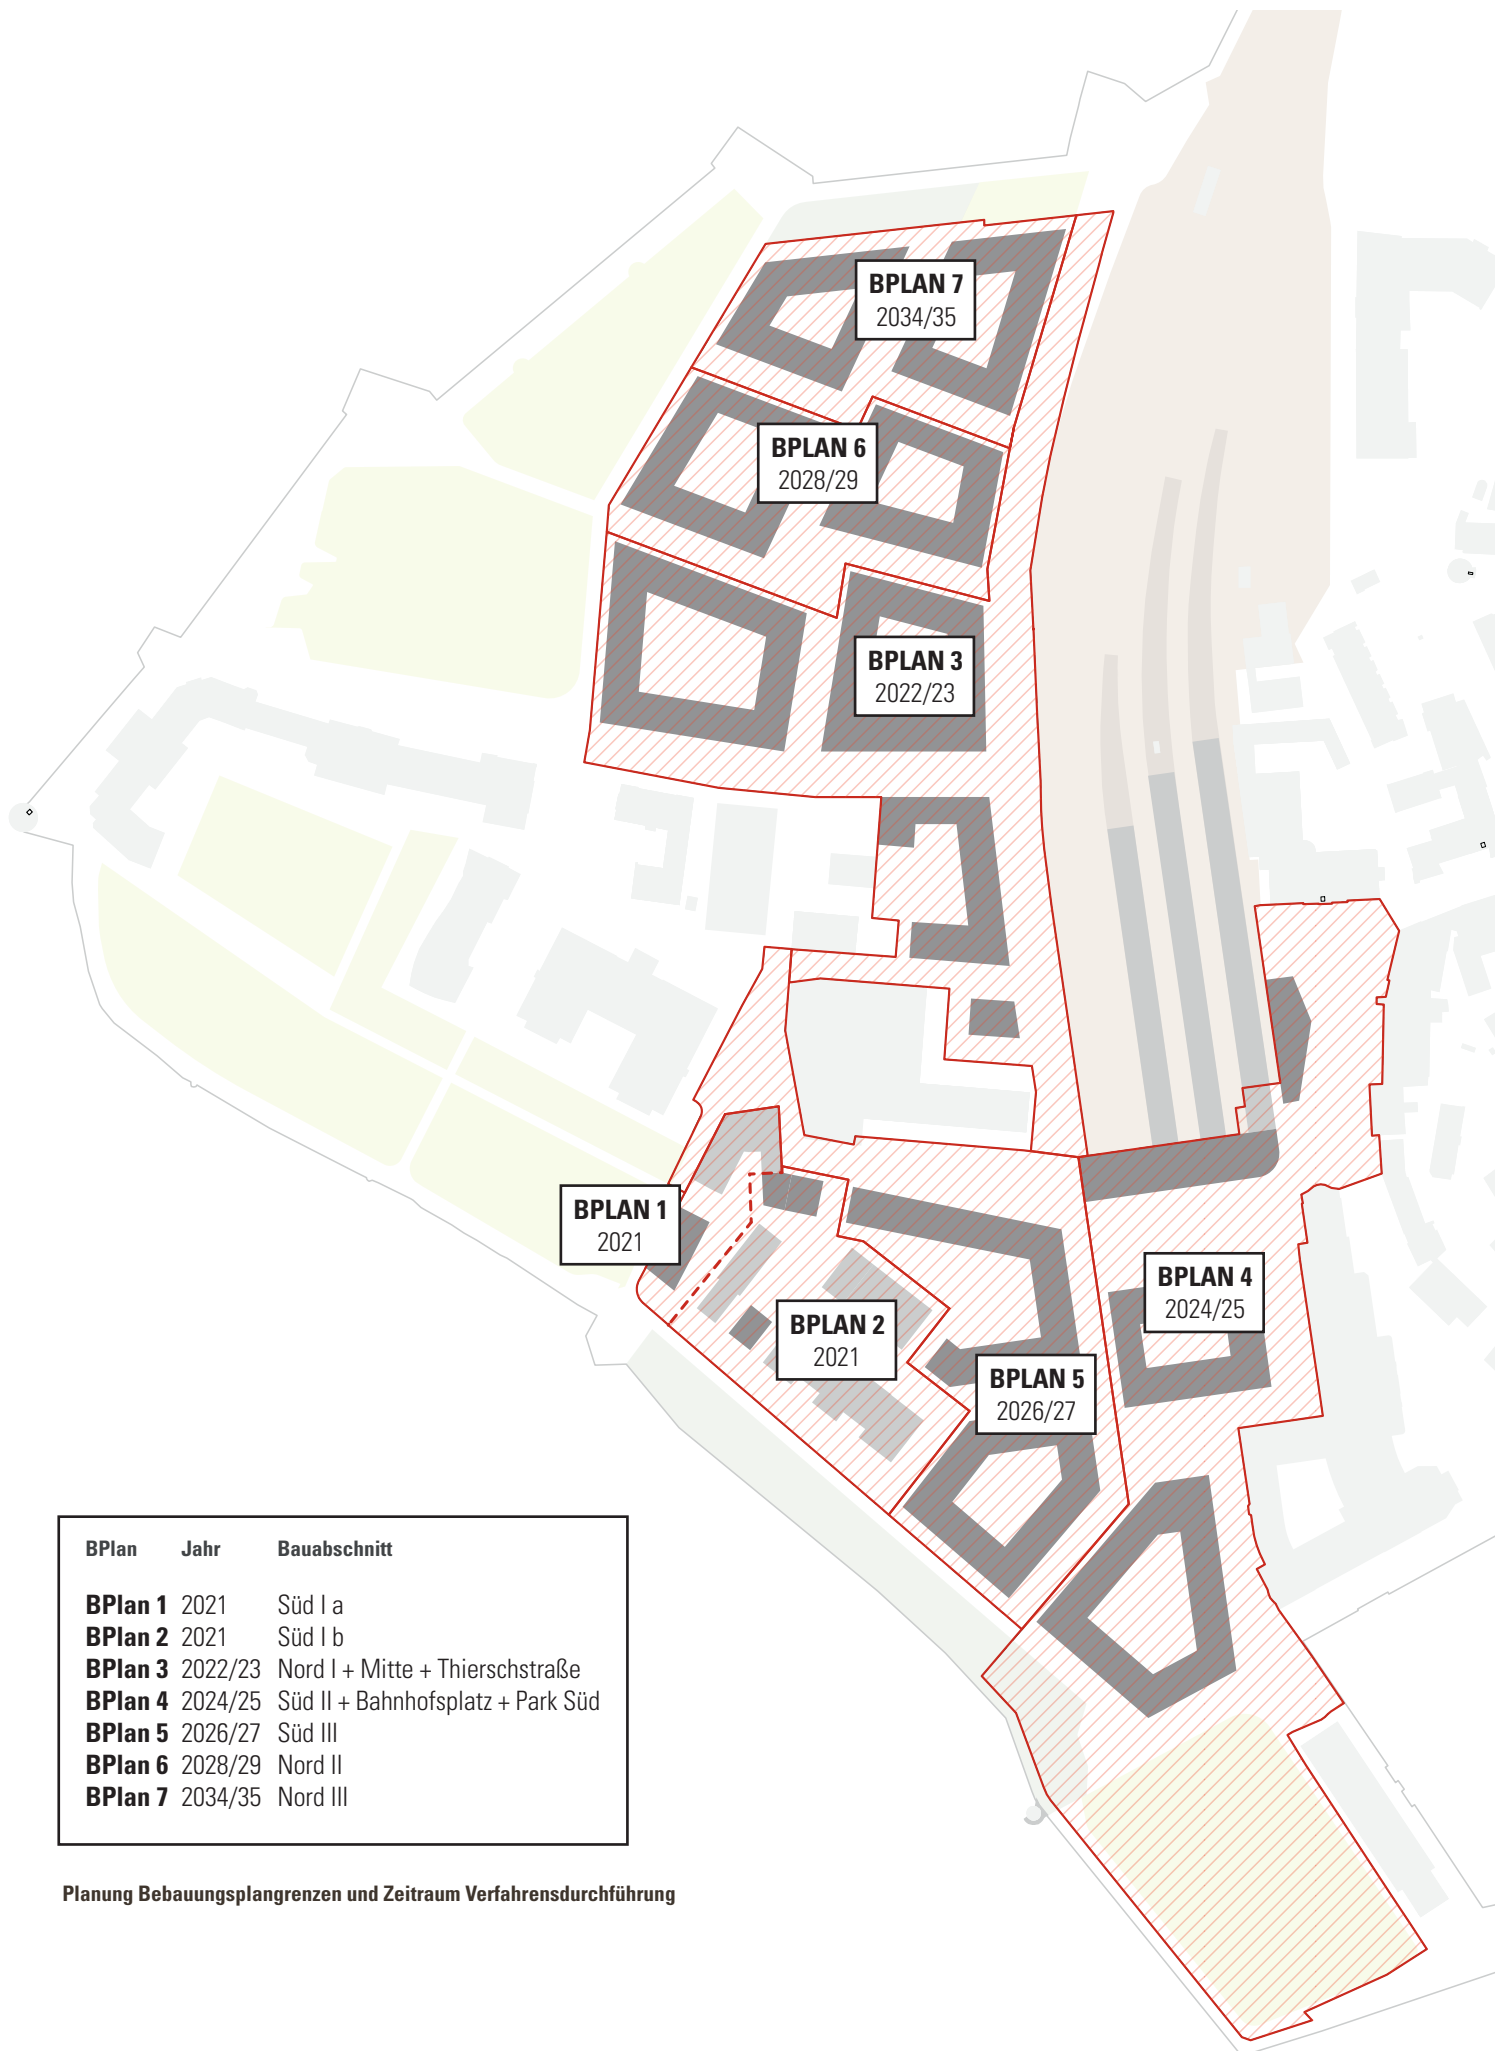 BPLAN 7
2034/35
BPLAN 6
2028/29
BPLAN 3
2022/23
BPLAN 1
2021
BPLAN 4
2024/25
BPLAN 2
2021
BPLAN 5
2026/27
BPlan Jahr Bauabschnitt
BPlan 1 2021 Süd I a
BPlan 2 2021 Süd I b
BPlan 3 2022/23 Nord I + Mitte + Thierschstraße
BPlan 4 2024/25 Süd II + Bahnhofsplatz + Park Süd
BPlan 5 2026/27 Süd III
BPlan 6 2028/29 Nord II
BPlan 7 2034/35 Nord III
Planung Bebauungsplangrenzen und Zeitraum Verfahrensdurchführung